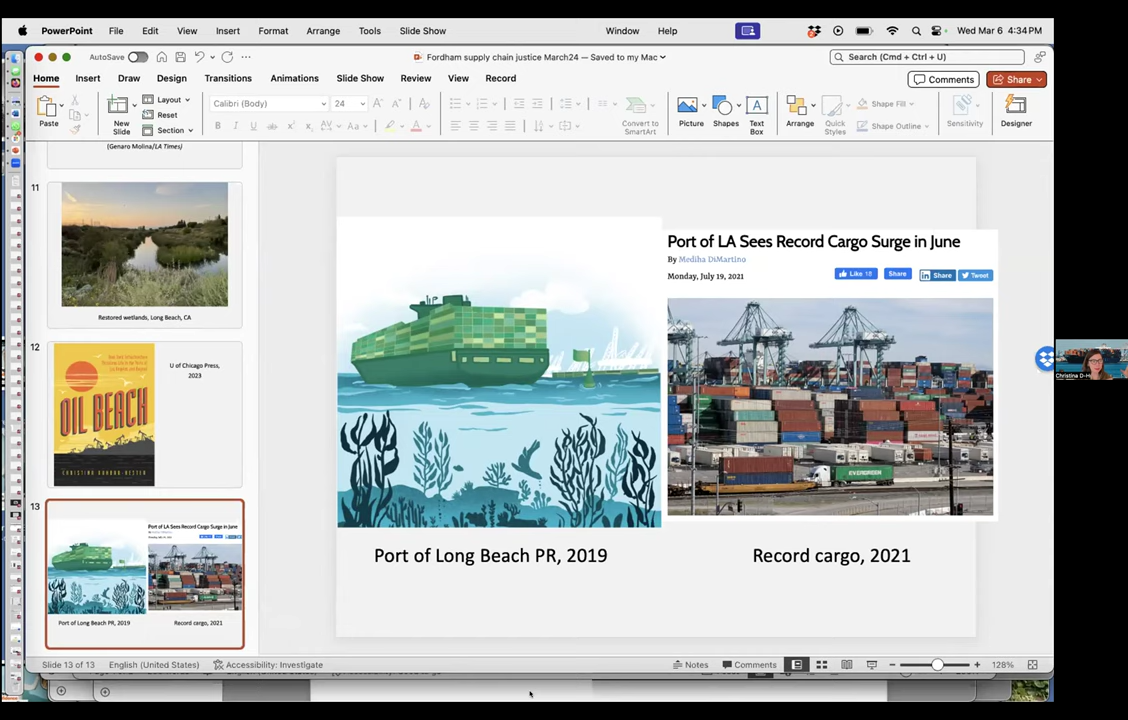 PowerPoint File Edit View Insert Format Arrange Tools Slide Show Window Help Wed Mar 6 4:34 PM
AutoSave
Fordham supply chain justice March24 — Saved to my Mac
Search (Cmd + Ctrl + U)
Home Insert Draw Design Transitions Animations Slide Show Review View Record
Comments
Share
Paste
New Slide
Layout
Reset
Section
Calibri (Body)
24
Convert to SmartArt
Picture
Shapes
Text Box
Arrange
Quick Styles
Shape Fill
Shape Outline
Sensitivity
Designer
(Genaro Molina/LA Times)
11
Restored wetlands, Long Beach, CA
12
OIL BEACH
U of Chicago Press,
2023
13
Port of LA Sees Record Cargo Surge in June
Port of Long Beach PR, 2019
Record cargo, 2021
Port of LA Sees Record Cargo Surge in June
By Mediha DiMartino
Monday, July 19, 2021
Like 18
Share
in Share
Tweet
EVERGREEN
Port of Long Beach PR, 2019
Record cargo, 2021
Slide 13 of 13
English (United States)
Accessibility: Investigate
Notes
Comments
128%